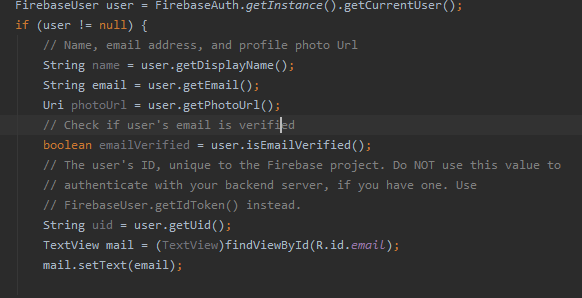 FirebaseUser user = FirebaseAuth.getInstance().getCurrentUser();
if (user != null) {
// Name, email address, and profile photo Url
String name = user.getDisplayName();
String email = user.getEmail();
Uri photoUrl = user.getPhotoUrl();
// Check if user's email is verified
boolean emailVerified = user.isEmailVerified();
// The user's ID, unique to the Firebase project. Do NOT use this value to
// authenticate with your backend server, if you have one. Use
// FirebaseUser.getIdToken() instead.
String uid = user.getUid();
TextView mail = (TextView)findViewById(R.id.email);
mail.setText(email);